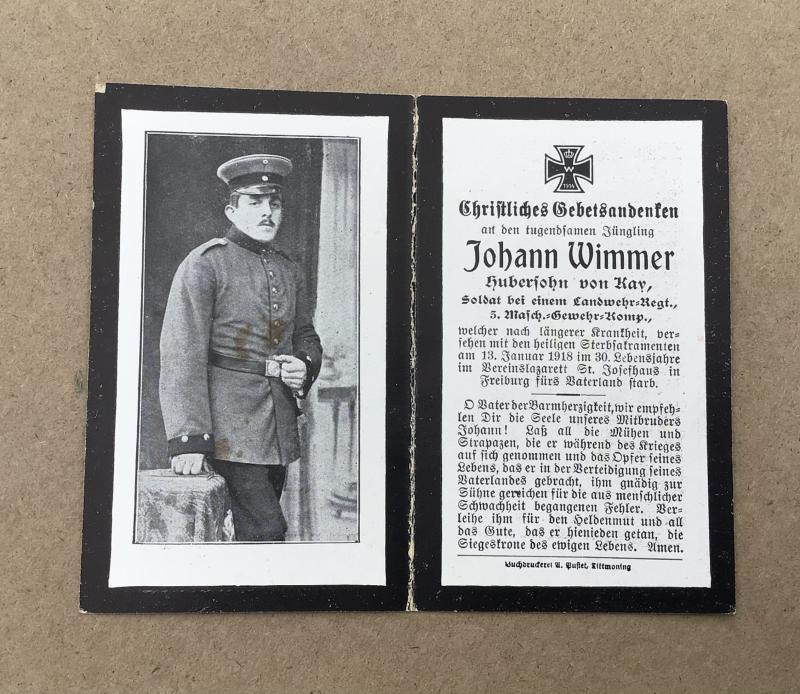 W
1914
Christliches Gebetsandenken
an den tugendsamen Jüngling
Johann Wimmer
Hubersohn von Kay,
Soldat bei einem Landwehr-Regt.,
5. Masch.-Gewehr-Komp.,
welcher nach längerer Krankheit, ver-
sehen mit den heiligen Sterbsakramenten
am 13. Januar 1918 im 30. Lebensjahre
im Vereinslazarett St. Josefhaus in
Freiburg fürs Vaterland starb.
O Vater der Barmherzigkeit, wir empfeh-
len Dir die Seele unseres Mitbruders
Johann! Laß all die Mühen und
Strapazen, die er während des Krieges
auf sich genommen und das Opfer seines
Lebens, das er in der Verteidigung seines
Vaterlandes gebracht, ihm gnädig zur
Sühne gereichen für die aus menschlicher
Schwachheit begangenen Fehler. Ver-
leihe ihm für den Heldenmut und all
das Gute, das er hienieden getan, die
Siegeskrone des ewigen Lebens. Amen.
Buchdruckerei A. Pustet, Tittmoning